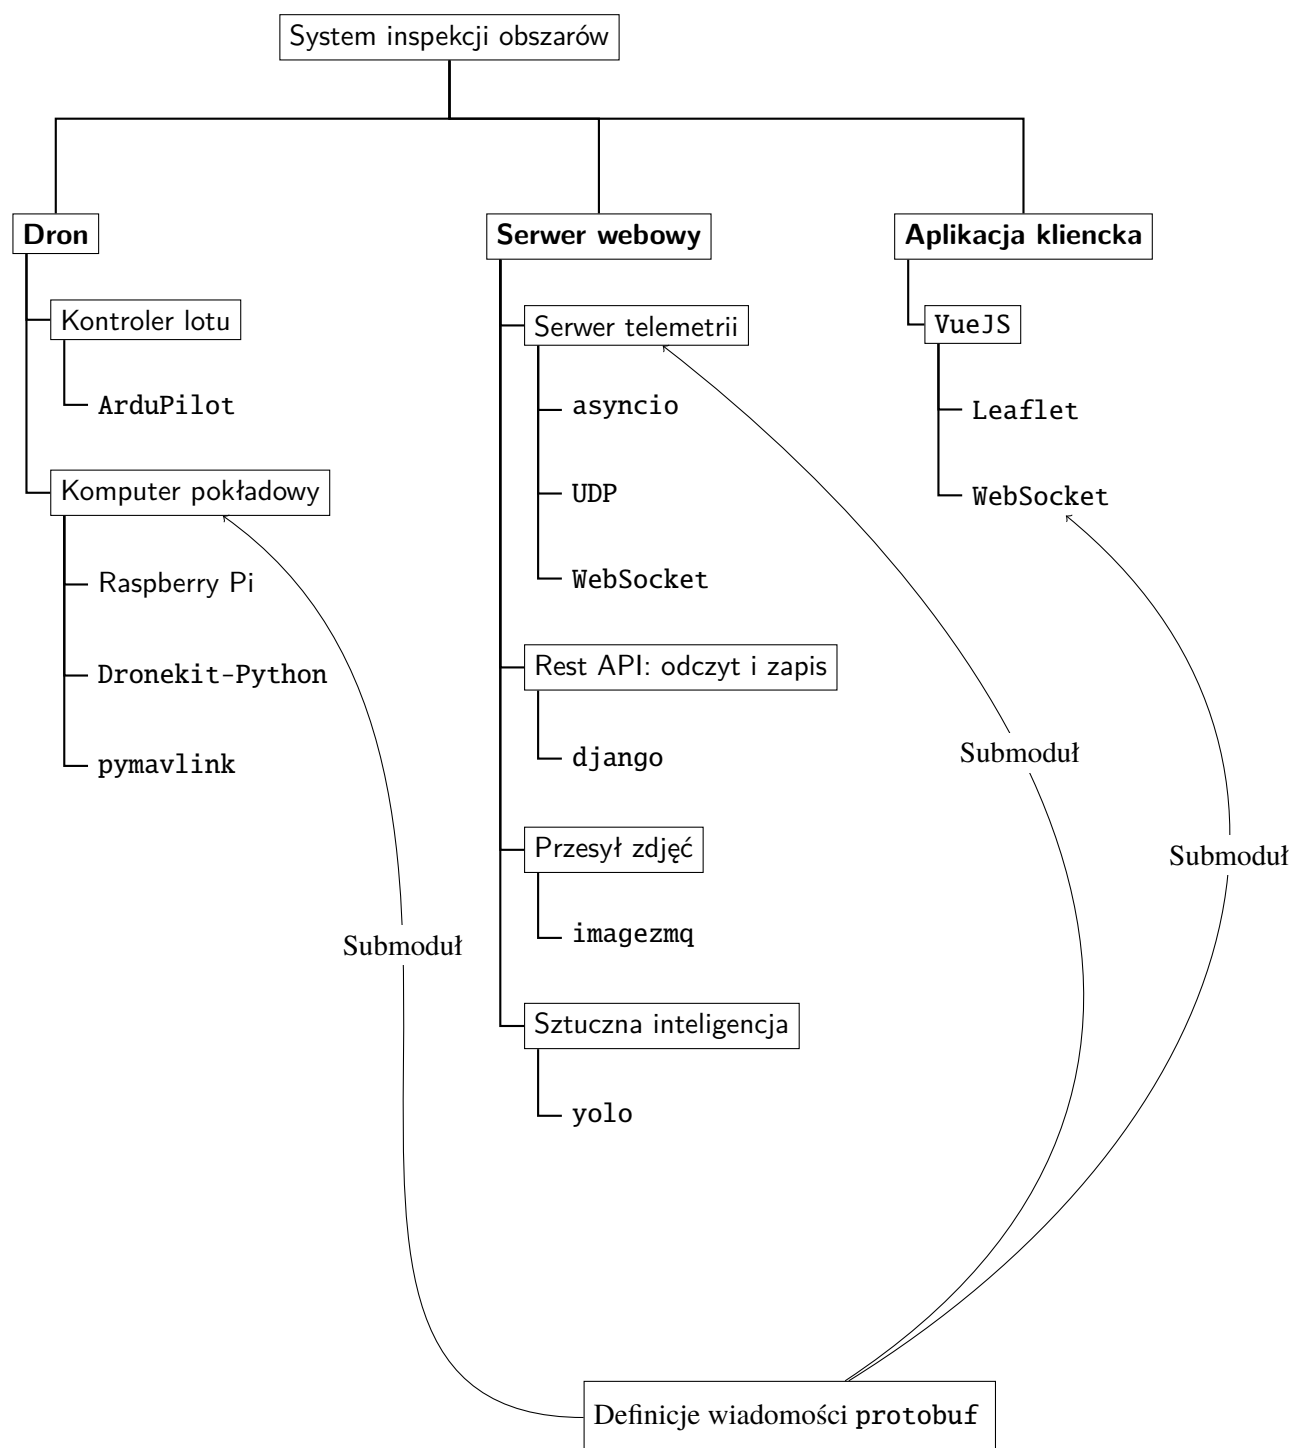 System inspekcji obszarów
Dron
Kontroler lotu
ArduPilot
Komputer pokładowy
Raspberry Pi
Dronekit-Python
pymavlink
Serwer webowy
Serwer telemetrii
asyncio
UDP
WebSocket
Rest API: odczyt i zapis
django
Przesył zdjęć
imagezmq
Sztuczna inteligencja
yolo
Aplikacja kliencka
VueJS
Leaflet
WebSocket
Submoduł
Submoduł
Submoduł
Definicje wiadomości protobuf